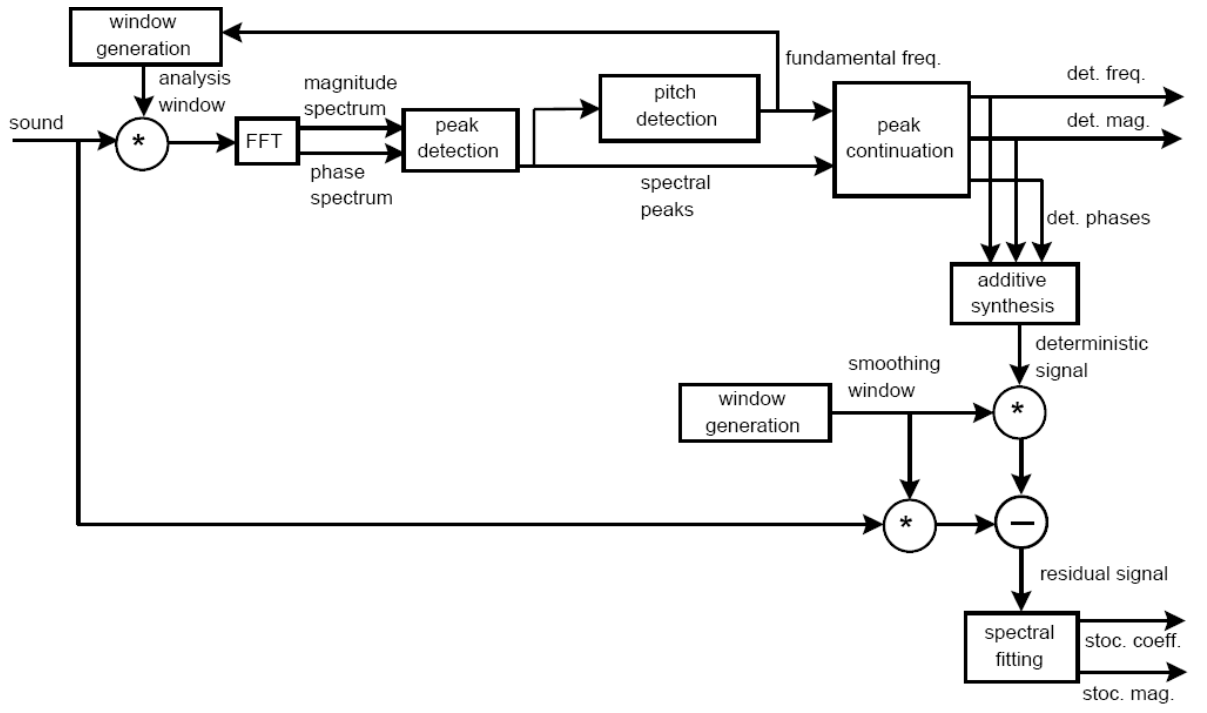 window
generation
analysis
window
sound
*
FFT
magnitude
spectrum
phase
spectrum
peak
detection
pitch
detection
spectral
peaks
fundamental freq.
peak
continuation
det. freq.
det. mag.
det. phases
additive
synthesis
deterministic
signal
smoothing
window
window
generation
*
*
−
residual signal
spectral
fitting
stoc. coeff.
stoc. mag.